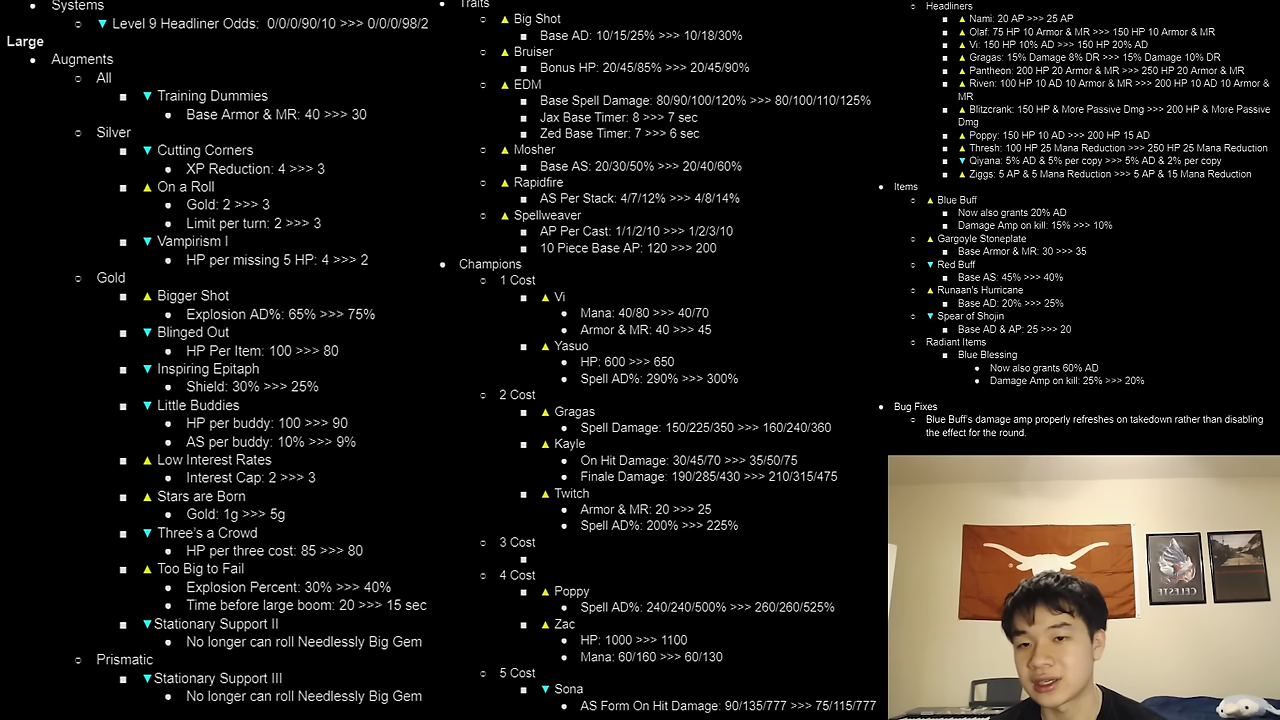 Systems
▼ Level 9 Headliner Odds: 0/0/0/90/10 >>> 0/0/0/98/2
Large
Augments
All
▼ Training Dummies
Base Armor & MR: 40 >>> 30
Silver
▼ Cutting Corners
XP Reduction: 4 >>> 3
▲ On a Roll
Gold: 2 >>> 3
Limit per turn: 2 >>> 3
▼ Vampirism I
HP per missing 5 HP: 4 >>> 2
Gold
▲ Bigger Shot
Explosion AD%: 65% >>> 75%
▼ Blinged Out
HP Per Item: 100 >>> 80
▼ Inspiring Epitaph
Shield: 30% >>> 25%
▼ Little Buddies
HP per buddy: 100 >>> 90
AS per buddy: 10% >>> 9%
▲ Low Interest Rates
Interest Cap: 2 >>> 3
▲ Stars are Born
Gold: 1g >>> 5g
▼ Three's a Crowd
HP per three cost: 85 >>> 80
▲ Too Big to Fail
Explosion Percent: 30% >>> 40%
Time before large boom: 20 >>> 15 sec
▼Stationary Support II
No longer can roll Needlessly Big Gem
Prismatic
▼Stationary Support III
No longer can roll Needlessly Big Gem
Traits
▲ Big Shot
Base AD: 10/15/25% >>> 10/18/30%
▲ Bruiser
Bonus HP: 20/45/85% >>> 20/45/90%
▲ EDM
Base Spell Damage: 80/90/100/120% >>> 80/100/110/125%
Jax Base Timer: 8 >>> 7 sec
Zed Base Timer: 7 >>> 6 sec
▲ Mosher
Base AS: 20/30/50% >>> 20/40/60%
▲ Rapidfire
AS Per Stack: 4/7/12% >>> 4/8/14%
▲ Spellweaver
AP Per Cast: 1/1/2/10 >>> 1/2/3/10
10 Piece Base AP: 120 >>> 200
Champions
1 Cost
▲ Vi
Mana: 40/80 >>> 40/70
Armor & MR: 40 >>> 45
▲ Yasuo
HP: 600 >>> 650
Spell AD%: 290% >>> 300%
2 Cost
▲ Gragas
Spell Damage: 150/225/350 >>> 160/240/360
▲ Kayle
On Hit Damage: 30/45/70 >>> 35/50/75
Finale Damage: 190/285/430 >>> 210/315/475
▲ Twitch
Armor & MR: 20 >>> 25
Spell AD%: 200% >>> 225%
3 Cost
4 Cost
▲ Poppy
Spell AD%: 240/240/500% >>> 260/260/525%
▲ Zac
HP: 1000 >>> 1100
Mana: 60/160 >>> 60/130
5 Cost
▼ Sona
AS Form On Hit Damage: 90/135/777 >>> 75/115/777
Headliners
▲ Nami: 20 AP >>> 25 AP
▲ Olaf: 75 HP 10 Armor & MR >>> 150 HP 10 Armor & MR
▲ Vi: 150 HP 10% AD >>> 150 HP 20% AD
▲ Gragas: 15% Damage 8% DR >>> 15% Damage 10% DR
▲ Pantheon: 200 HP 20 Armor & MR >>> 250 HP 20 Armor & MR
▲ Riven: 100 HP 10 AD 10 Armor & MR >>> 200 HP 10 AD 10 Armor &
MR
▲ Blitzcrank: 150 HP & More Passive Dmg >>> 200 HP & More Passive
Dmg
▲ Poppy: 150 HP 10 AD >>> 200 HP 15 AD
▲ Thresh: 100 HP 25 Mana Reduction >>> 250 HP 25 Mana Reduction
▼ Qiyana: 5% AD & 5% per copy >>> 5% AD & 2% per copy
▲ Ziggs: 5 AP & 5 Mana Reduction >>> 5 AP & 15 Mana Reduction
Items
▲ Blue Buff
Now also grants 20% AD
Damage Amp on kill: 15% >>> 10%
▲ Gargoyle Stoneplate
Base Armor & MR: 30 >>> 35
▼ Red Buff
Base AS: 45% >>> 40%
▲ Runaan's Hurricane
Base AD: 20% >>> 25%
▼ Spear of Shojin
Base AD & AP: 25 >>> 20
Radiant Items
Blue Blessing
Now also grants 60% AD
Damage Amp on kill: 25% >>> 20%
Bug Fixes
Blue Buff's damage amp properly refreshes on takedown rather than disabling
the effect for the round.
CELESTE